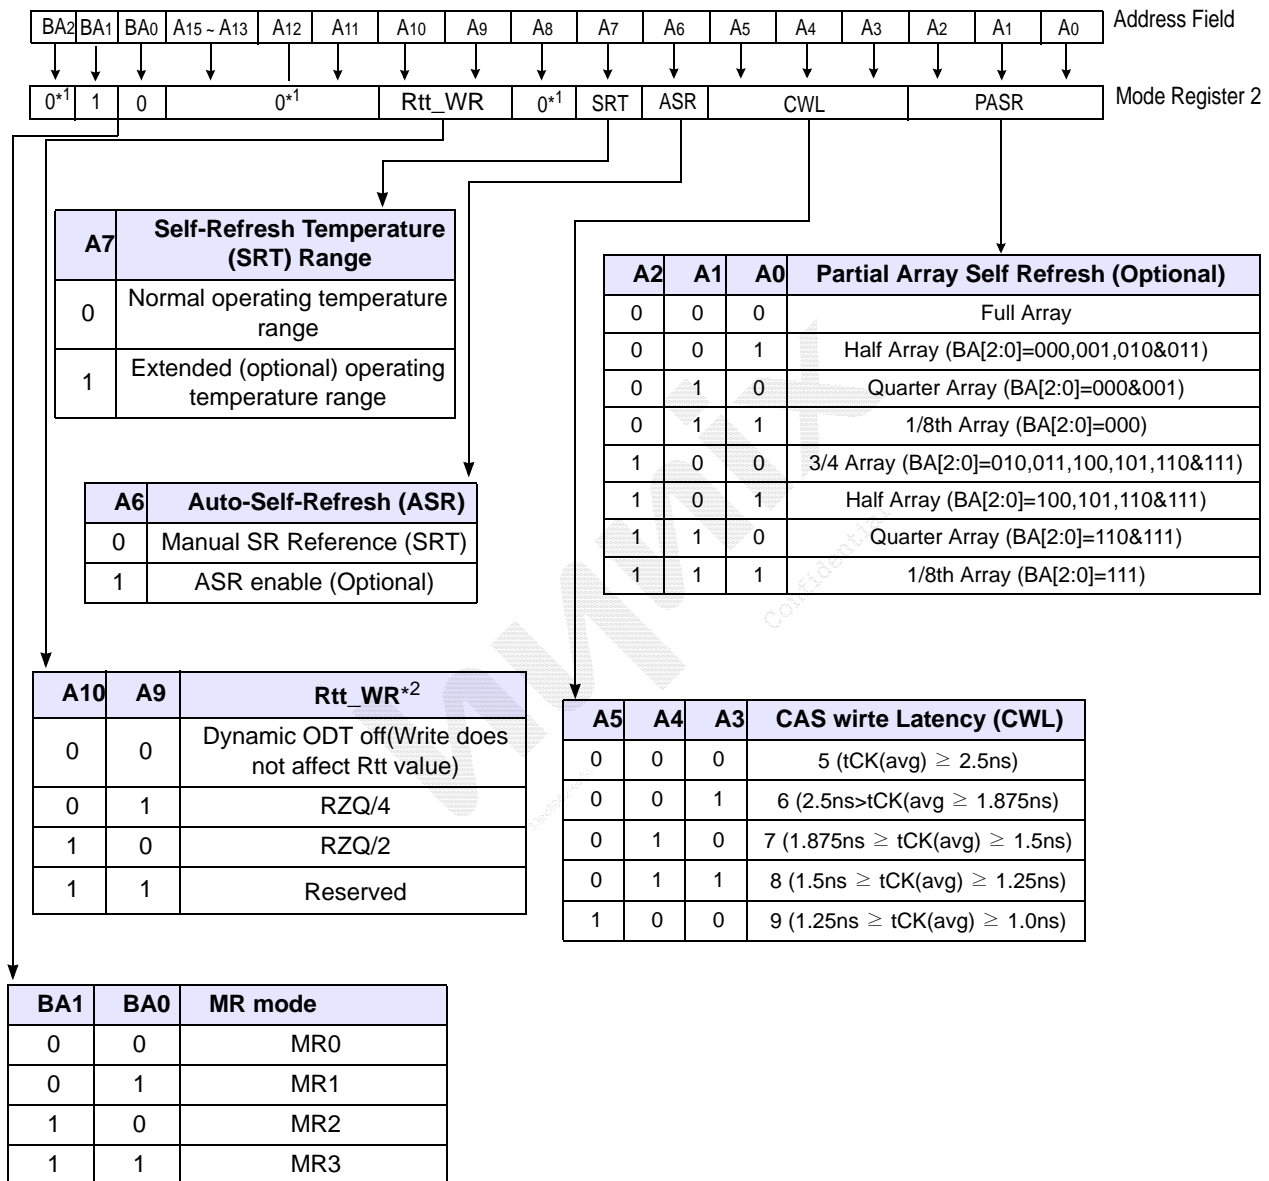 BA2 BA1 BA0 A15 ~ A13 A12 A11 A10 A9 A8 A7 A6 A5 A4 A3 A2 A1 A0 Address Field
0*1 1 0 0*1 Rtt_WR 0*1 SRT ASR CWL PASR Mode Register 2
A7 Self-Refresh Temperature
(SRT) Range
0 Normal operating temperature
range
1 Extended (optional) operating
temperature range
A2 A1 A0 Partial Array Self Refresh (Optional)
0 0 0 Full Array
0 0 1 Half Array (BA[2:0]=000,001,010&011)
0 1 0 Quarter Array (BA[2:0]=000&001)
0 1 1 1/8th Array (BA[2:0]=000)
1 0 0 3/4 Array (BA[2:0]=010,011,100,101,110&111)
1 0 1 Half Array (BA[2:0]=100,101,110&111)
1 1 0 Quarter Array (BA[2:0]=110&111)
1 1 1 1/8th Array (BA[2:0]=111)
A6 Auto-Self-Refresh (ASR)
0 Manual SR Reference (SRT)
1 ASR enable (Optional)
Confidential
A10 A9 Rtt_WR*2
0 0 Dynamic ODT off(Write does
not affect Rtt value)
0 1 RZQ/4
1 0 RZQ/2
1 1 Reserved
A5 A4 A3 CAS wirte Latency (CWL)
0 0 0 5 (tCK(avg) ≥ 2.5ns)
0 0 1 6 (2.5ns>tCK(avg ≥ 1.875ns)
0 1 0 7 (1.875ns ≥ tCK(avg) ≥ 1.5ns)
0 1 1 8 (1.5ns ≥ tCK(avg) ≥ 1.25ns)
1 0 0 9 (1.25ns ≥ tCK(avg) ≥ 1.0ns)
BA1 BA0 MR mode
0 0 MR0
0 1 MR1
1 0 MR2
1 1 MR3